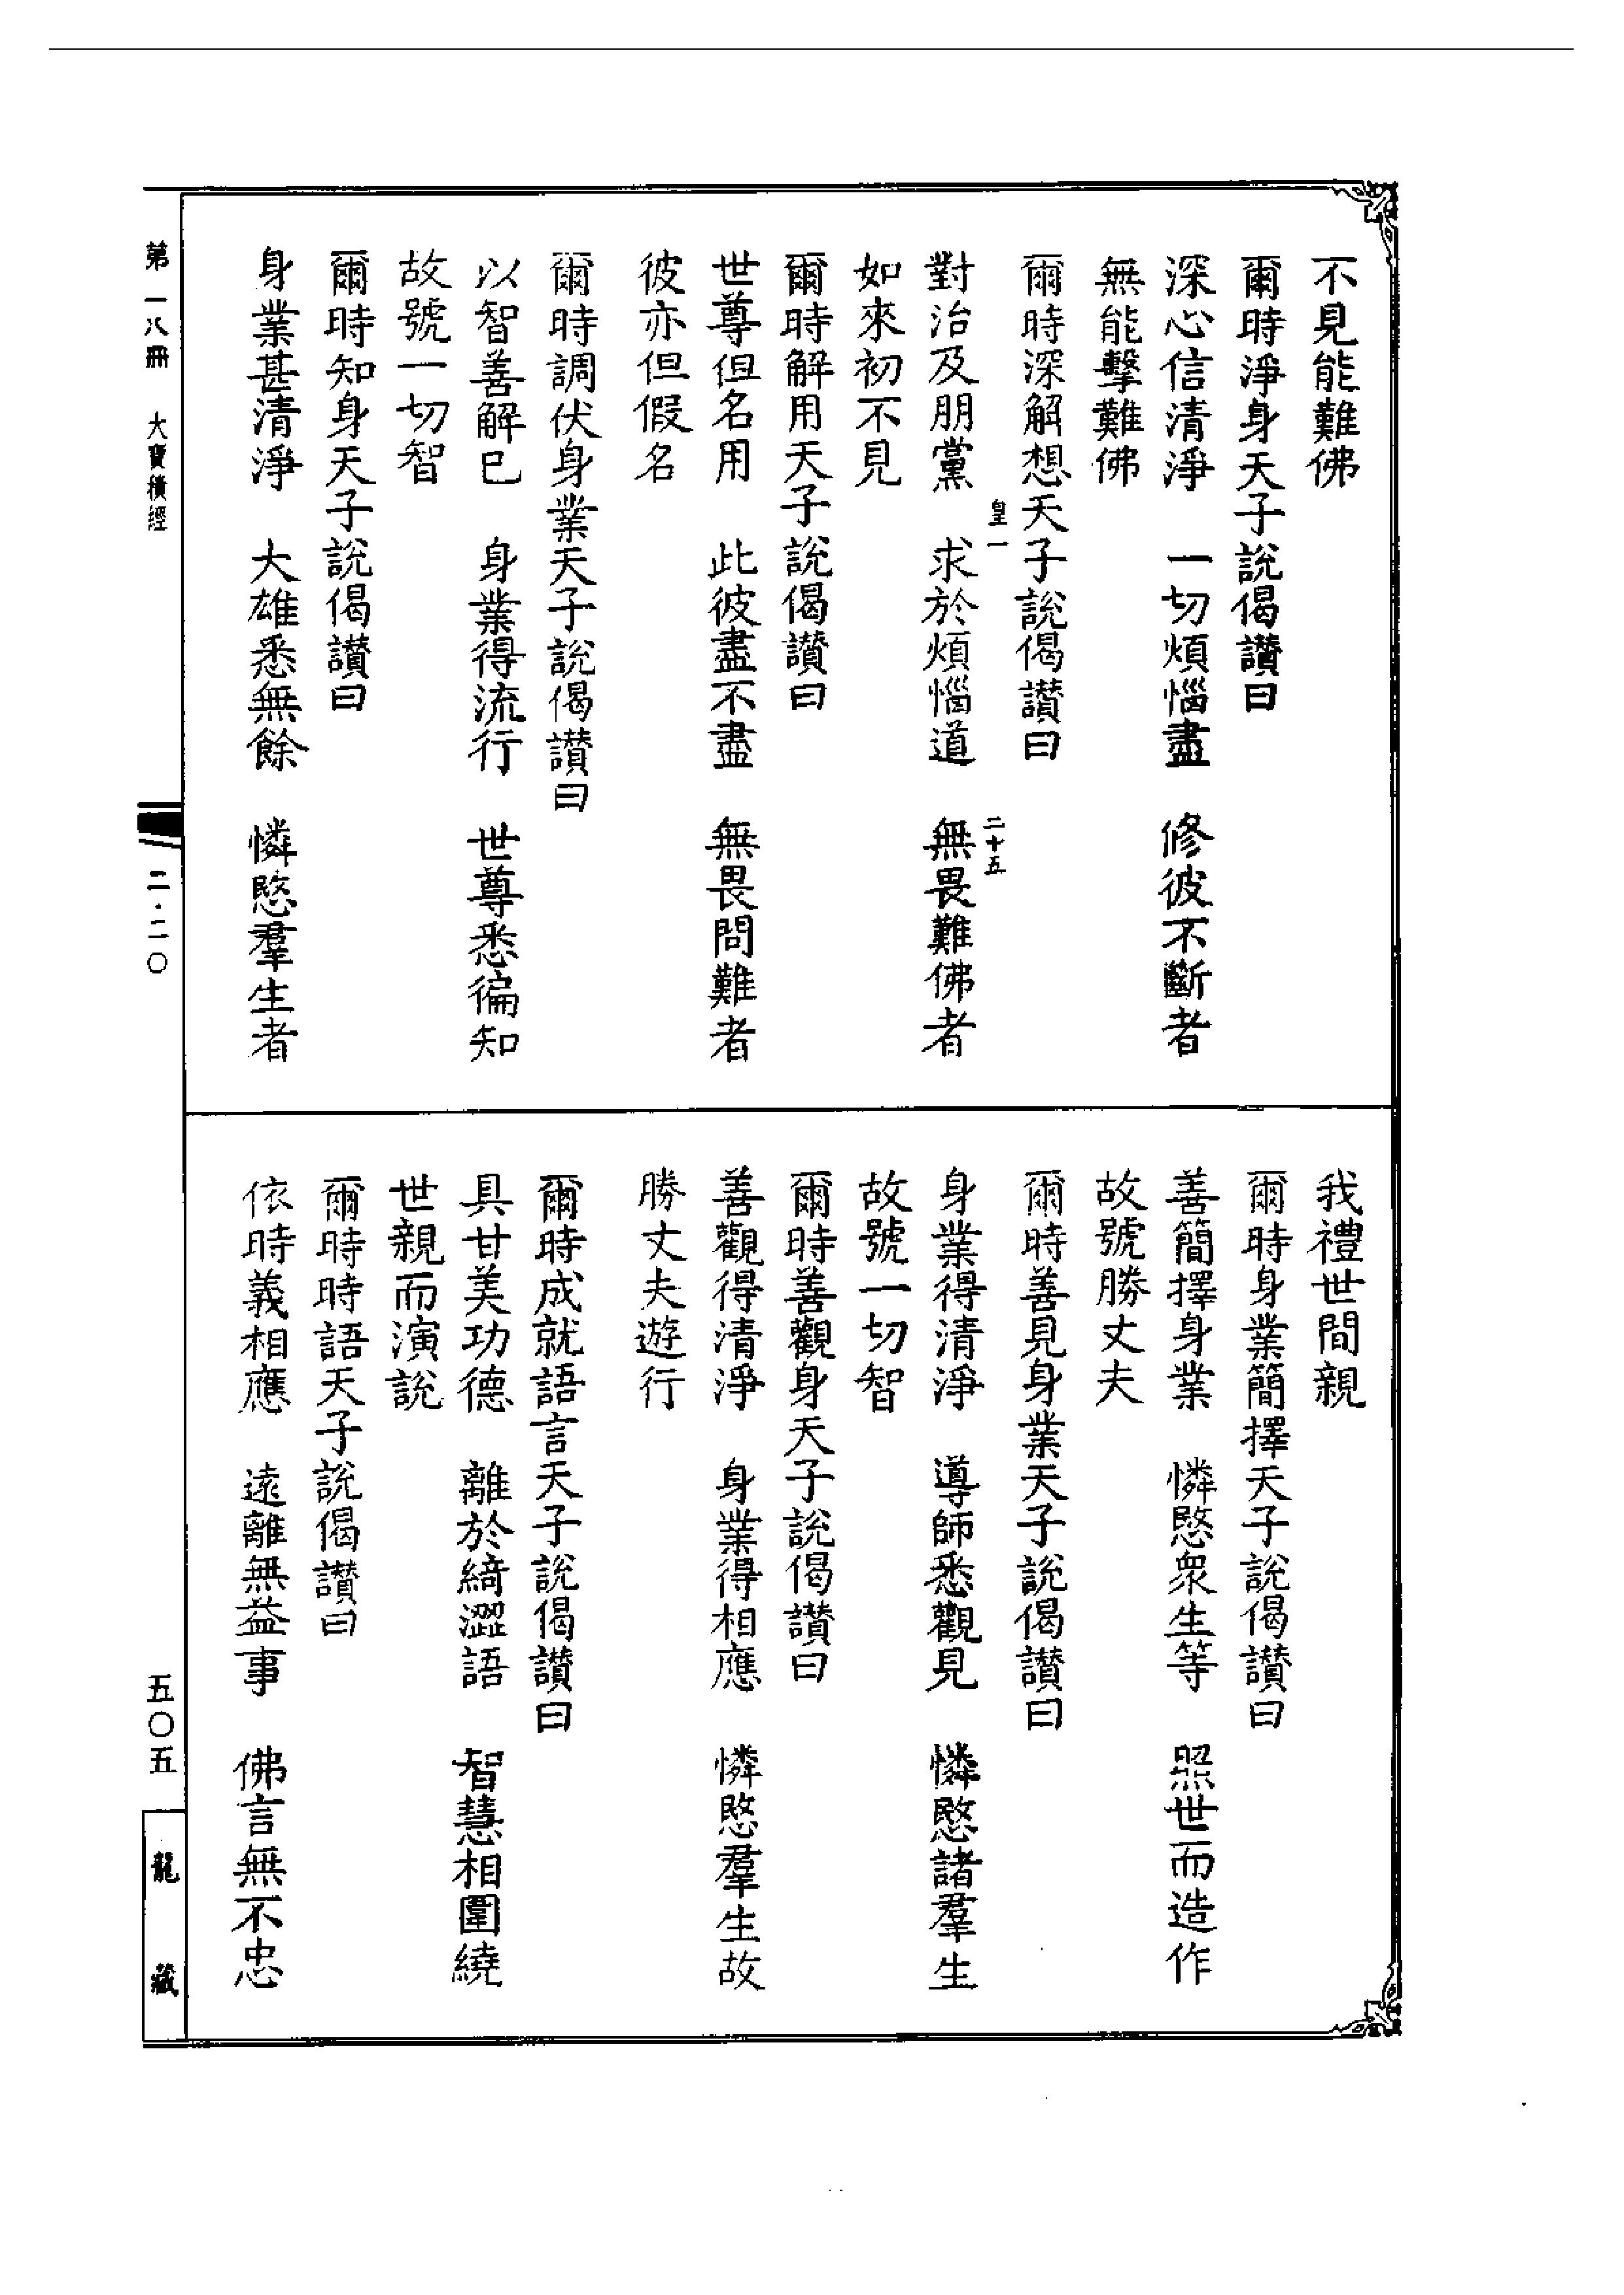 不見能難佛
爾時淨身天子說偈讚曰
深心信清淨　一切煩惱盡　修彼不斷者
無能擊難佛
爾時深解想天子說偈讚曰
皇一　二十五
對治及朋黨　求於煩惱道　無畏難佛者
如來初不見
爾時解用天子說偈讚曰
世尊但名用　此彼盡不盡　無畏問難者
彼亦但假名
爾時調伏身業天子說偈讚曰
以智善解已　身業得流行　世尊悉徧知
故號一切智
爾時知身天子說偈讚曰
身業甚清淨　大雄悉無餘　憐愍羣生者
我禮世間親
爾時身業簡擇天子說偈讚曰
善簡擇身業　憐愍衆生等　照世而造作
故號勝丈夫
爾時善見身業天子說偈讚曰
身業得清淨　導師悉觀見　憐愍諸羣生
故號一切智
爾時善觀身天子說偈讚曰
善觀得清淨　身業得相應　憐愍羣生故
勝丈夫遊行
爾時成就語言天子說偈讚曰
具甘美功德　離於綺澀語　智慧相圍繞
世親而演說
爾時時語天子說偈讚曰
依時義相應　遠離無益事　佛言無不忠
第一八冊　大寶積經　二·二〇　五〇五　龍藏